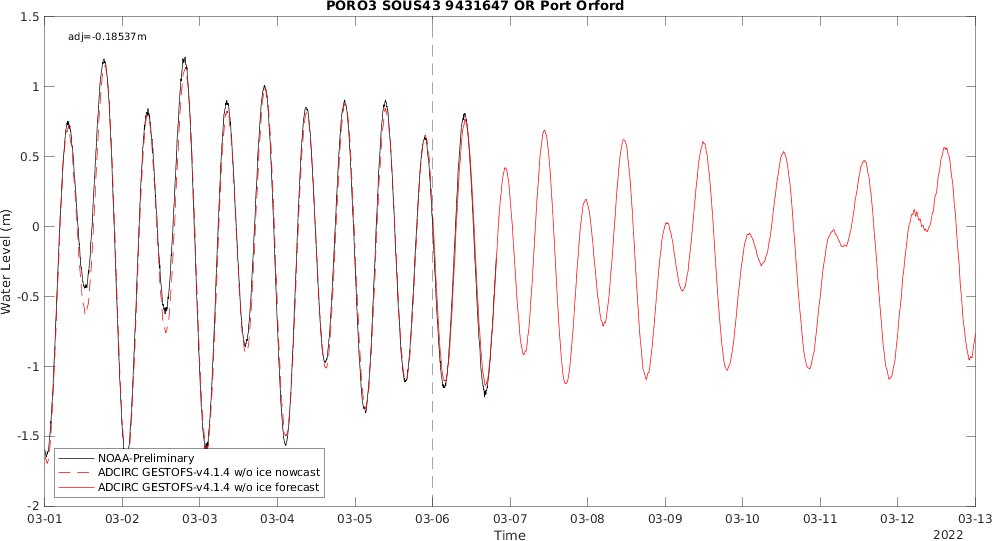 PORO3 SOUS43 9431647 OR Port Orford
adj=-0.18537m
1.5
1
0.5
0
-0.5
-1
-1.5
-2
Water Level (m)
NOAA-Preliminary
ADCIRC GESTOFS-v4.1.4 w/o ice nowcast
ADCIRC GESTOFS-v4.1.4 w/o ice forecast
03-01 03-02 03-03 03-04 03-05 03-06 03-07 03-08 03-09 03-10 03-11 03-12 03-13
Time
2022